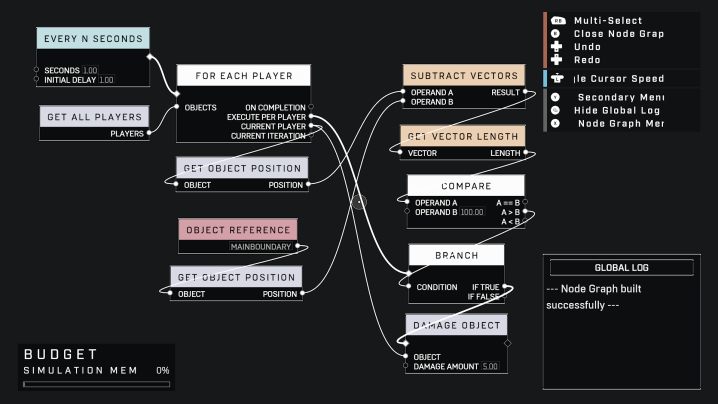 EVERY N SECONDS
SECONDS 1.00
INITIAL DELAY 1.00
GET ALL PLAYERS
PLAYERS
FOR EACH PLAYER
OBJECTS
ON COMPLETION
EXECUTE PER PLAYER
CURRENT PLAYER
CURRENT ITERATION
GET OBJECT POSITION
OBJECT POSITION
OBJECT REFERENCE
MAINBOUNDARY
GET OBJECT POSITION
OBJECT POSITION
SUBTRACT VECTORS
OPERAND A RESULT
OPERAND B
GET VECTOR LENGTH
VECTOR LENGTH
COMPARE
OPERAND A A == B
OPERAND B 100.00 A > B
A < B
BRANCH
CONDITION IF TRUE
IF FALSE
DAMAGE OBJECT
OBJECT
DAMAGE AMOUNT 5.00
RB Multi-Select
B Close Node Grap
Undo
Redo
L gle Cursor Speed
Secondary Menu
Hide Global Log
Node Graph Mer
GLOBAL LOG
--- Node Graph built
successfully ---
BUDGET
SIMULATION MEM 0%